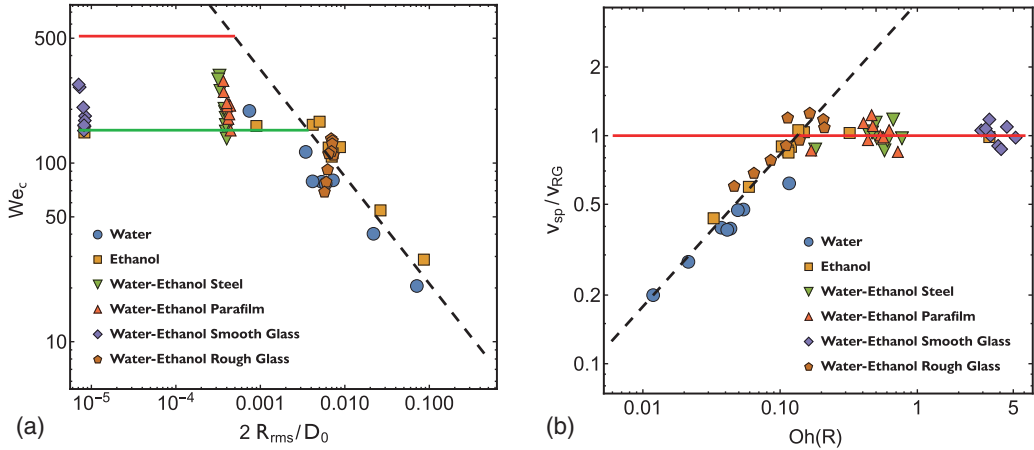 500
100
50
10
We_c
Water
Ethanol
Water-Ethanol Steel
Water-Ethanol Parafilm
Water-Ethanol Smooth Glass
Water-Ethanol Rough Glass
10^-5 10^-4 0.001 0.010 0.100
(a) 2 R_rms/D_0
2
1
0.5
0.2
0.1
v_sp/v_RG
Water
Ethanol
Water-Ethanol Steel
Water-Ethanol Parafilm
Water-Ethanol Smooth Glass
Water-Ethanol Rough Glass
0.01 0.10 1 5
(b) Oh(R)